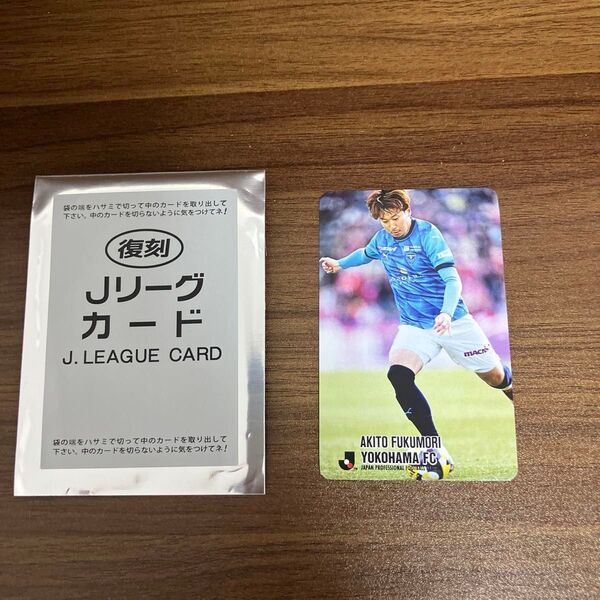 袋の端をハサミで切って中のカードを取り出して
下さい。中のカードを切らないように気をつけてネ！
復刻
Jリーグ
カード
J. LEAGUE CARD
袋の端をハサミで切って中のカードを取り出して
下さい。中のカードを切らないように気をつけてネ！
MACRON
AKITO FUKUMORI
YOKOHAMA FC
JAPAN PROFESSIONAL FOOTBALL